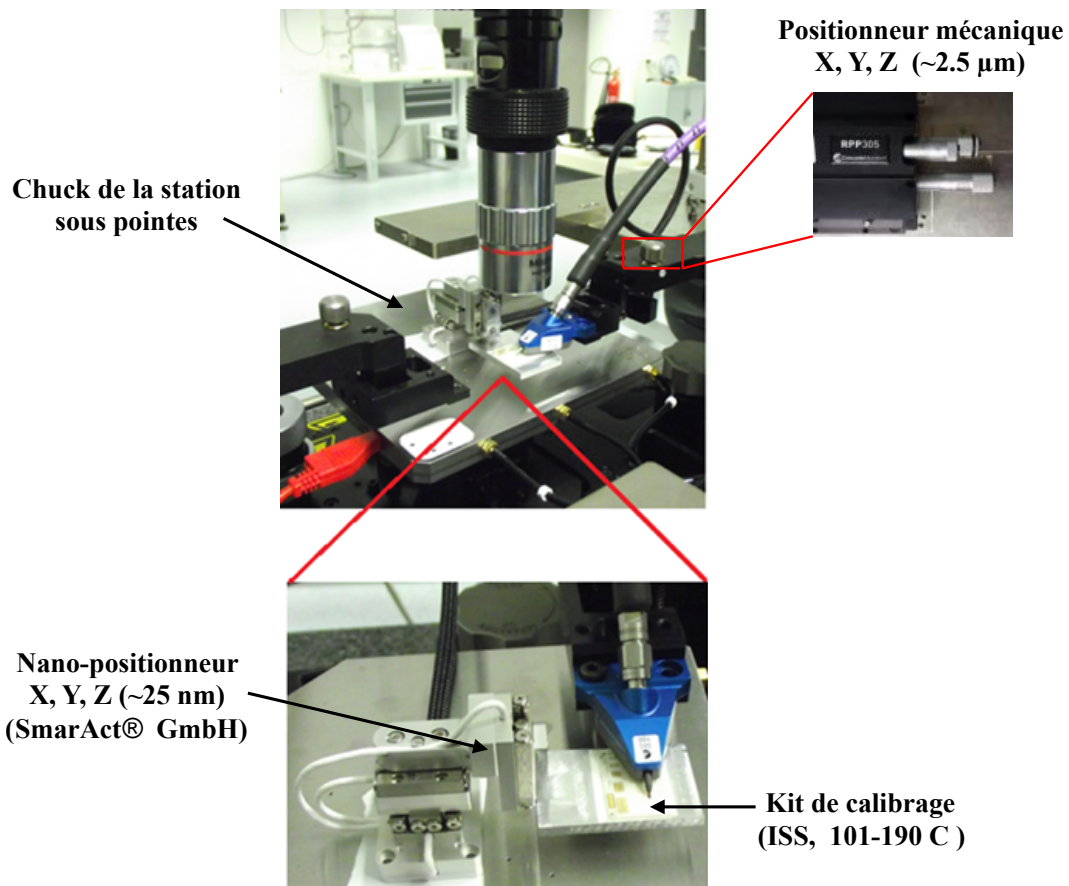 Positionneur mécanique
X, Y, Z (~2.5 µm)
RPP305
Chuck de la station
sous pointes
Nano-positionneur
X, Y, Z (~25 nm)
(SmarAct® GmbH)
Kit de calibrage
(ISS, 101-190 C )